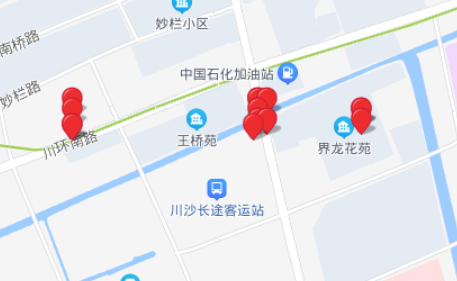 妙栏小区
南桥路
中国石化加油站
妙栏路
川环南路
王桥苑
界龙花苑
川沙长途客运站